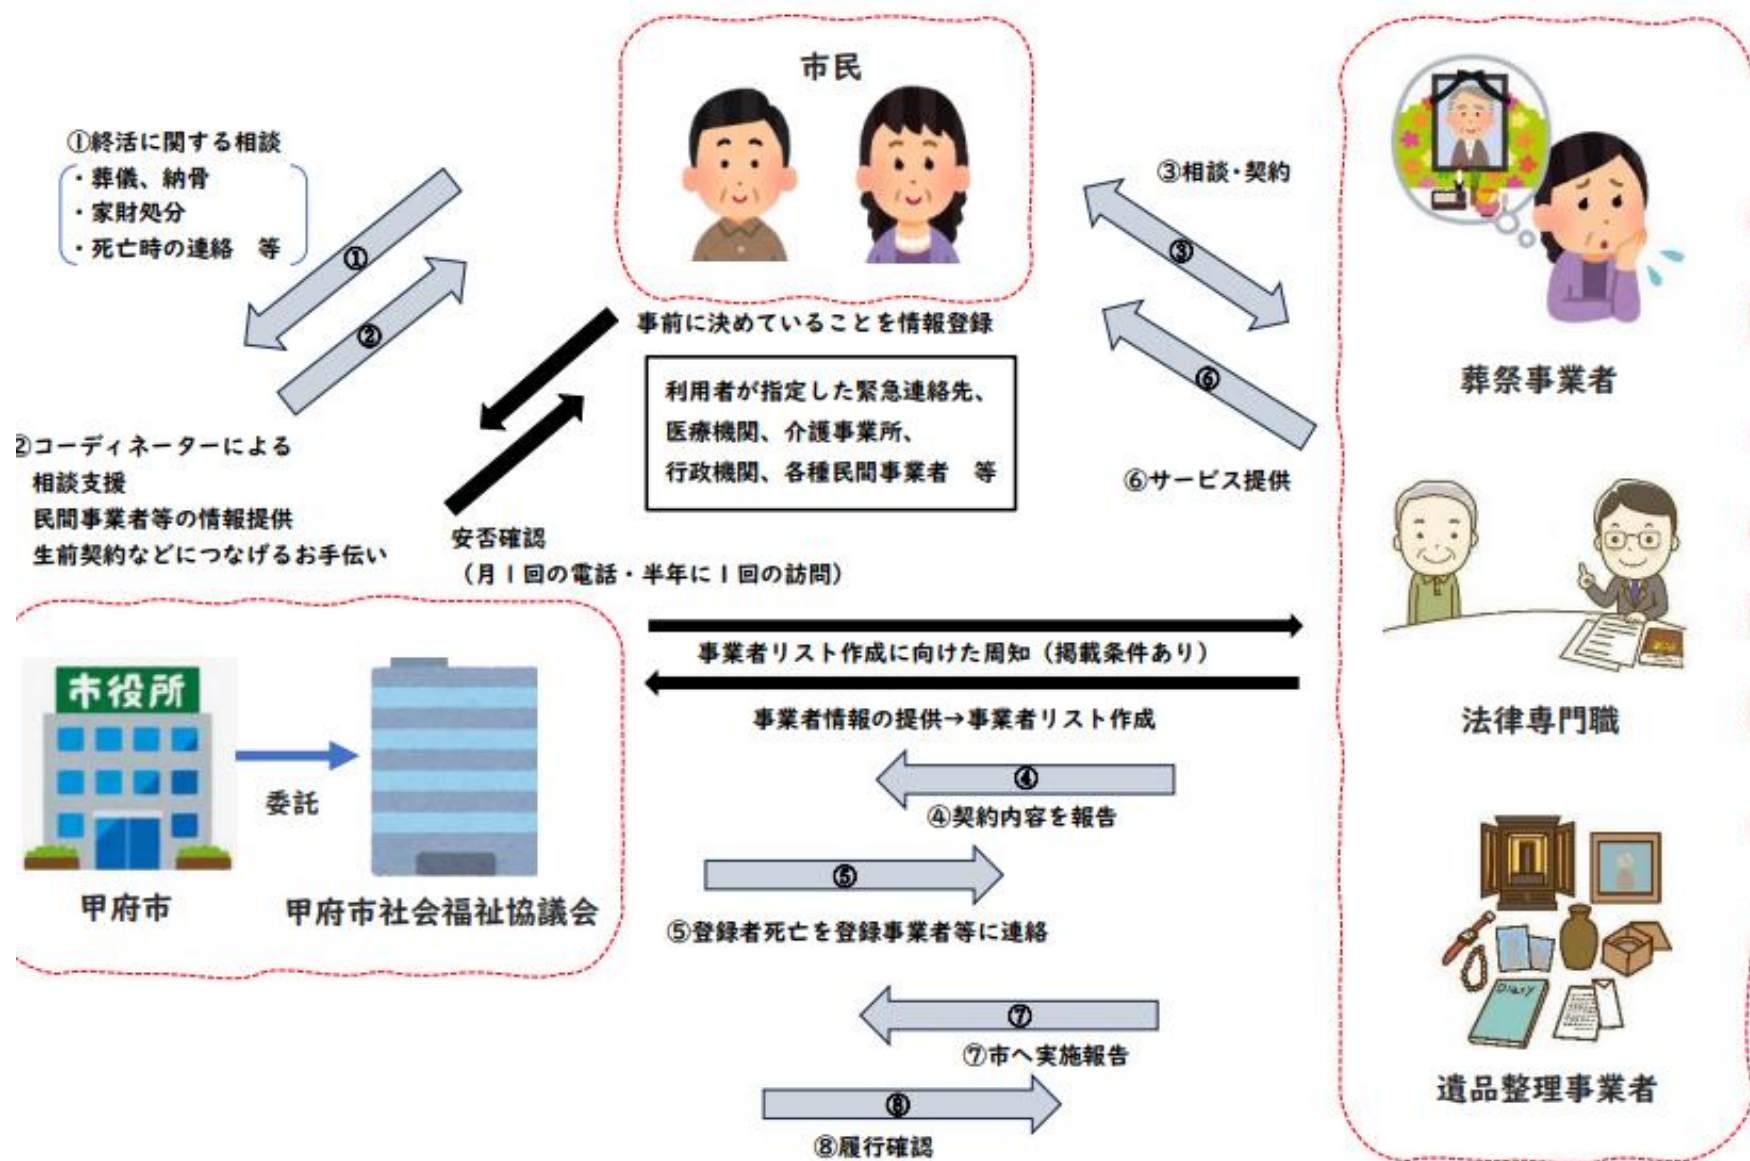 市民
①終活に関する相談
・葬儀、納骨
・家財処分
・死亡時の連絡　等
①
②
②コーディネーターによる
相談支援
民間事業者等の情報提供
生前契約などにつなげるお手伝い
事前に決めていることを情報登録
利用者が指定した緊急連絡先、
医療機関、介護事業所、
行政機関、各種民間事業者　等
安否確認
（月１回の電話・半年に１回の訪問）
③相談・契約
③
⑥
⑥サービス提供
葬祭事業者
法律専門職
Diary
遺品整理事業者
市役所
委託
甲府市
甲府市社会福祉協議会
事業者リスト作成に向けた周知（掲載条件あり）
事業者情報の提供→事業者リスト作成
④
④契約内容を報告
⑤
⑤登録者死亡を登録事業者等に連絡
⑦
⑦市へ実施報告
⑧
⑧履行確認